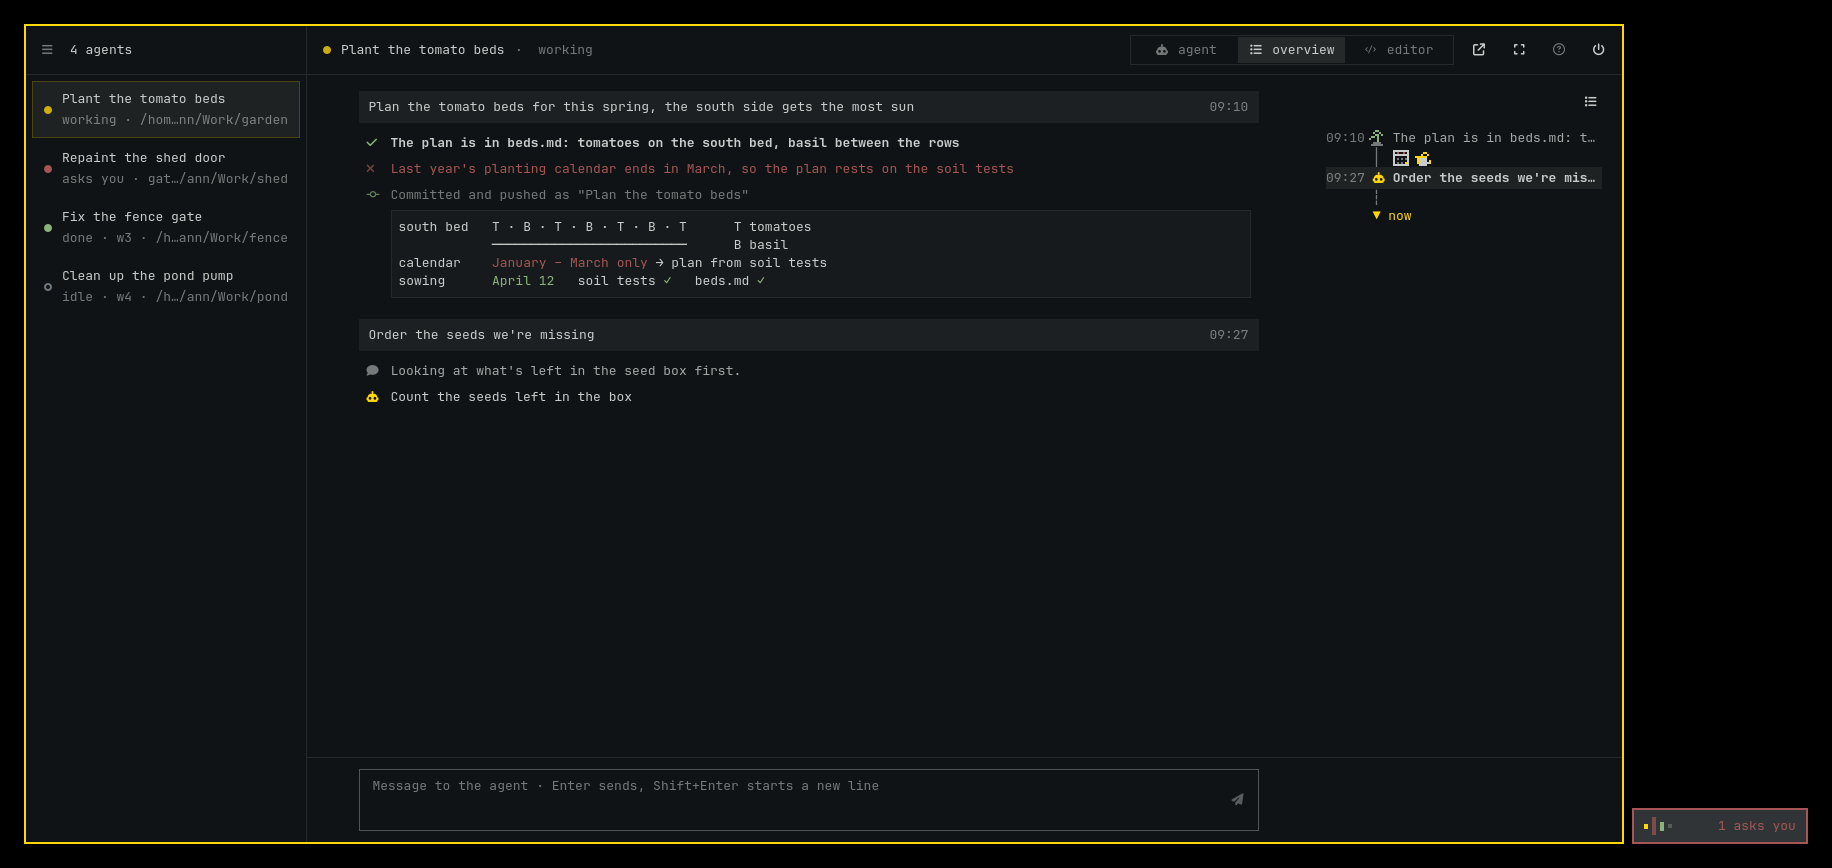 4 agents
Plant the tomato beds · working
agent
overview
editor
Plant the tomato beds
working · /hom…nn/Work/garden
Repaint the shed door
asks you · gat…/ann/Work/shed
Fix the fence gate
done · w3 · /h…ann/Work/fence
Clean up the pond pump
idle · w4 · /h…/ann/Work/pond
Plan the tomato beds for this spring, the south side gets the most sun 09:10
The plan is in beds.md: tomatoes on the south bed, basil between the rows
Last year's planting calendar ends in March, so the plan rests on the soil tests
Committed and pushed as "Plan the tomato beds"
south bed T · B · T · B · T · B · T T tomatoes
B basil
calendar January – March only → plan from soil tests
sowing April 12 soil tests ✓ beds.md ✓
Order the seeds we're missing 09:27
Looking at what's left in the seed box first.
Count the seeds left in the box
09:10 The plan is in beds.md: t…
09:27 Order the seeds we're mis…
▼ now
Message to the agent · Enter sends, Shift+Enter starts a new line
1 asks you